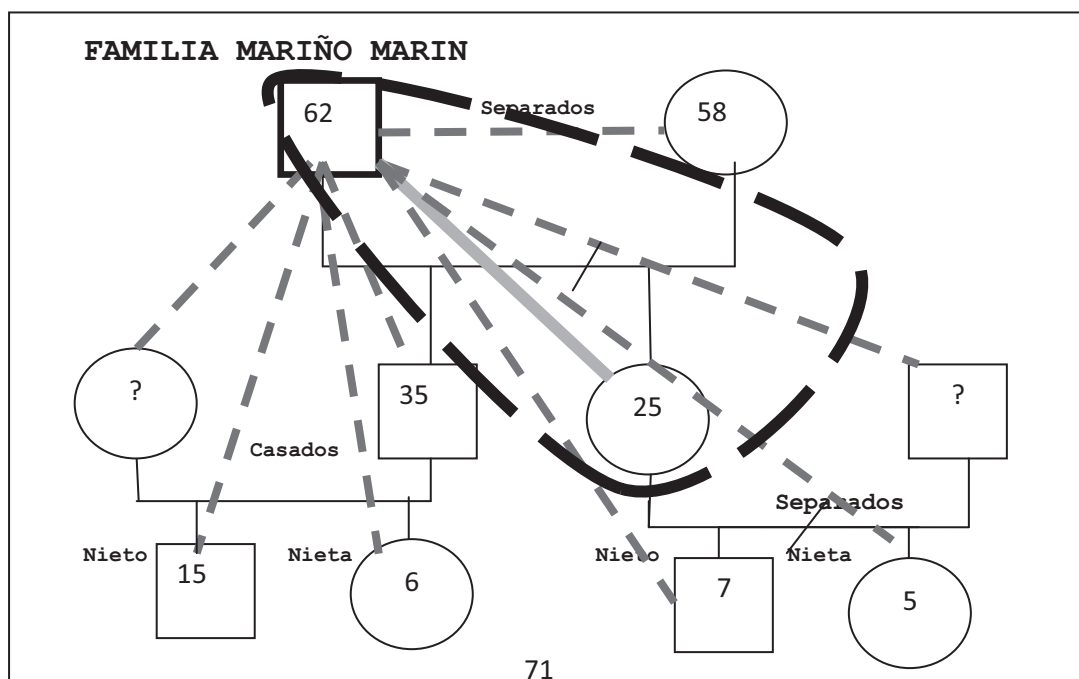 FAMILIA MARIÑO MARIN
62
Separados
58
?
35
25
?
Casados
Separados
Nieto
Nieta
Nieto
Nieta
15
6
7
5
71